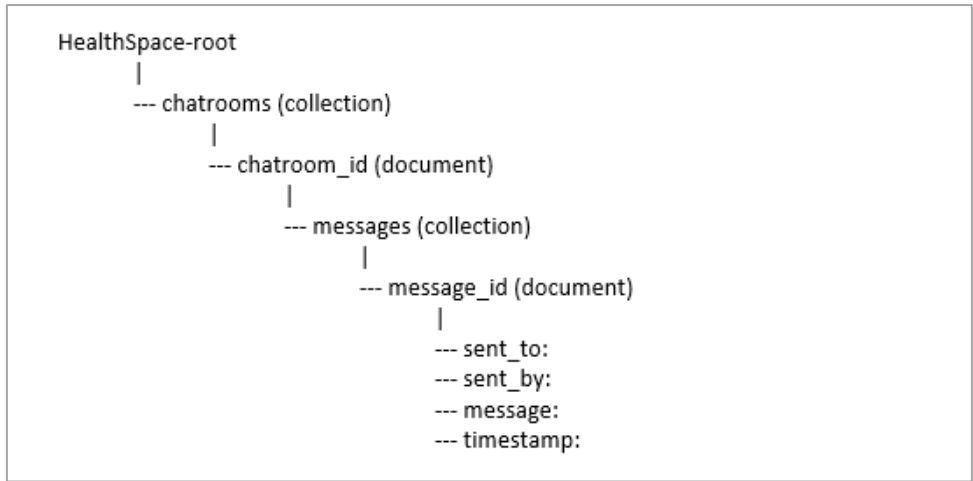 HealthSpace-root
|
--- chatrooms (collection)
|
--- chatroom_id (document)
|
--- messages (collection)
|
--- message_id (document)
|
--- sent_to:
--- sent_by:
--- message:
--- timestamp: